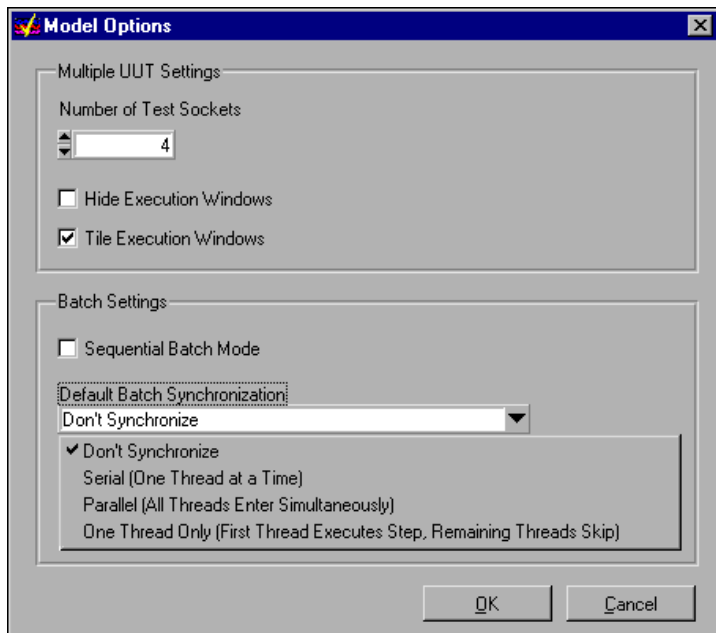 Model Options
Multiple UUT Settings
Number of Test Sockets
4
Hide Execution Windows
Tile Execution Windows
Batch Settings
Sequential Batch Mode
Default Batch Synchronization
Don't Synchronize
Don't Synchronize
Serial (One Thread at a Time)
Parallel (All Threads Enter Simultaneously)
One Thread Only (First Thread Executes Step, Remaining Threads Skip)
OK
Cancel